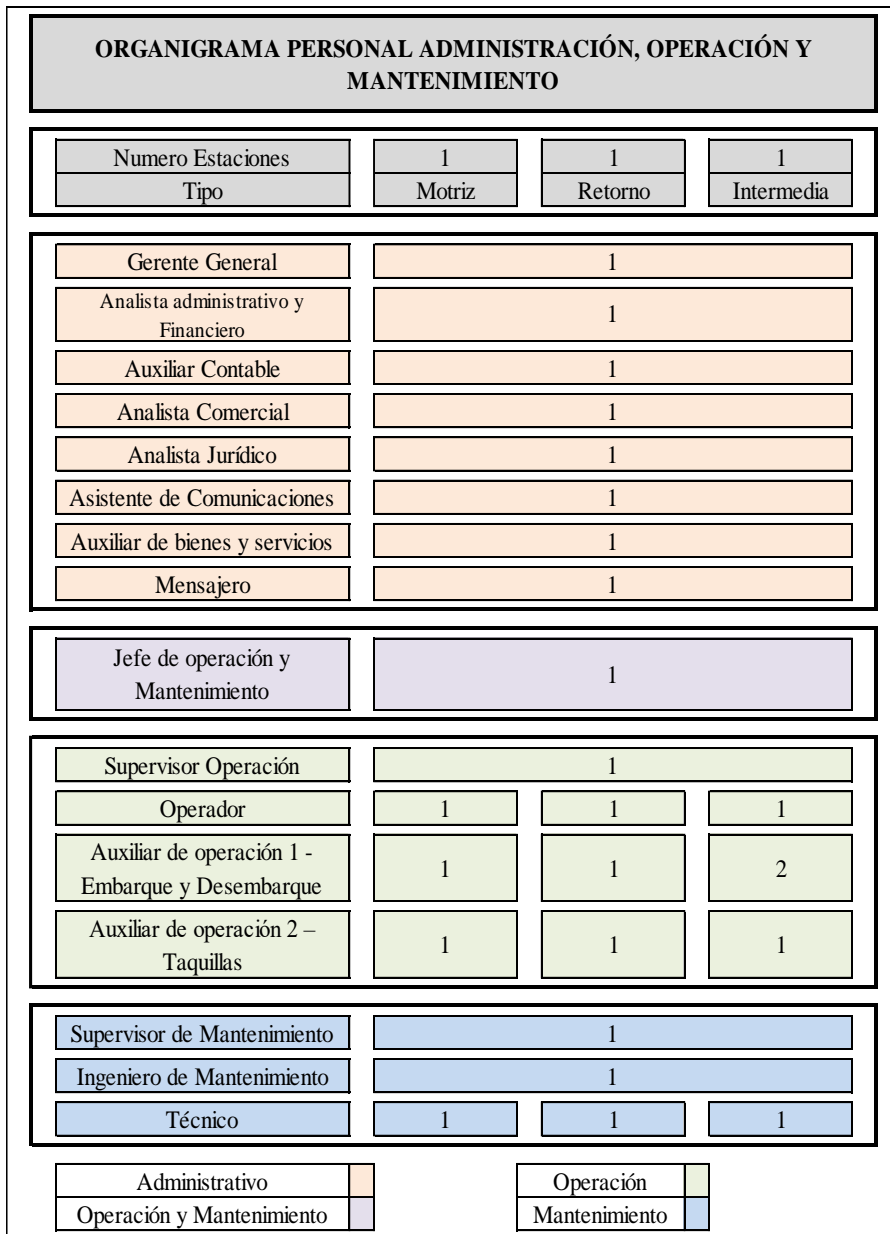 ORGANIGRAMA PERSONAL ADMINISTRACIÓN, OPERACIÓN Y
MANTENIMIENTO
Numero Estaciones 1 1 1
Tipo Motriz Retorno Intermedia
Gerente General 1
Analista administrativo y
Financiero 1
Auxiliar Contable 1
Analista Comercial 1
Analista Jurídico 1
Asistente de Comunicaciones 1
Auxiliar de bienes y servicios 1
Mensajero 1
Jefe de operación y
Mantenimiento 1
Supervisor Operación 1
Operador 1 1 1
Auxiliar de operación 1 -
Embarque y Desembarque 1 1 2
Auxiliar de operación 2 –
Taquillas 1 1 1
Supervisor de Mantenimiento 1
Ingeniero de Mantenimiento 1
Técnico 1 1 1
Administrativo Operación
Operación y Mantenimiento Mantenimiento